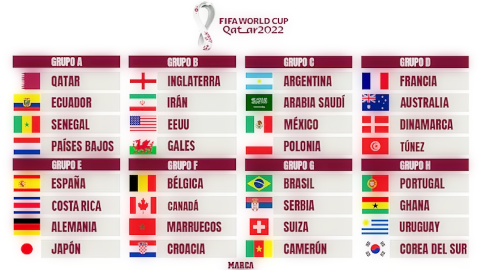 FIFA WORLD CUP
Qatar2022
GRUPO A
QATAR
ECUADOR
SENEGAL
PAÍSES BAJOS
GRUPO B
INGLATERRA
IRÁN
EEUU
GALES
GRUPO C
ARGENTINA
ARABIA SAUDÍ
MÉXICO
POLONIA
GRUPO D
FRANCIA
AUSTRALIA
DINAMARCA
TÚNEZ
GRUPO E
ESPAÑA
COSTA RICA
ALEMANIA
JAPÓN
GRUPO F
BÉLGICA
CANADÁ
MARRUECOS
CROACIA
GRUPO G
BRASIL
SERBIA
SUIZA
CAMERÚN
GRUPO H
PORTUGAL
GHANA
URUGUAY
COREA DEL SUR
MARCA